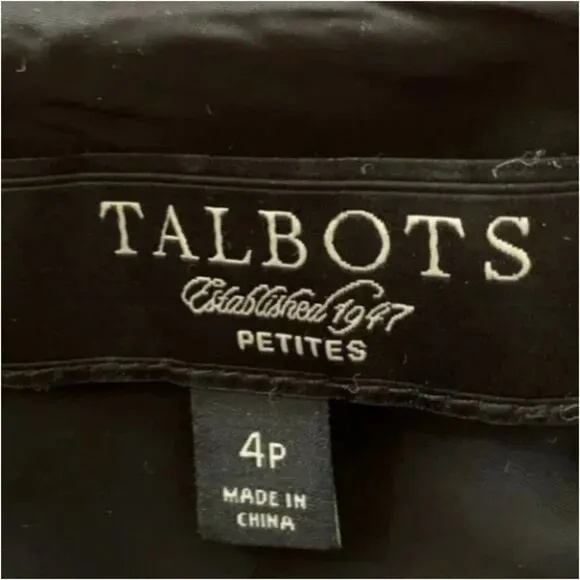 TALBOTS
Established 1947
PETITES
4P
MADE IN
CHINA